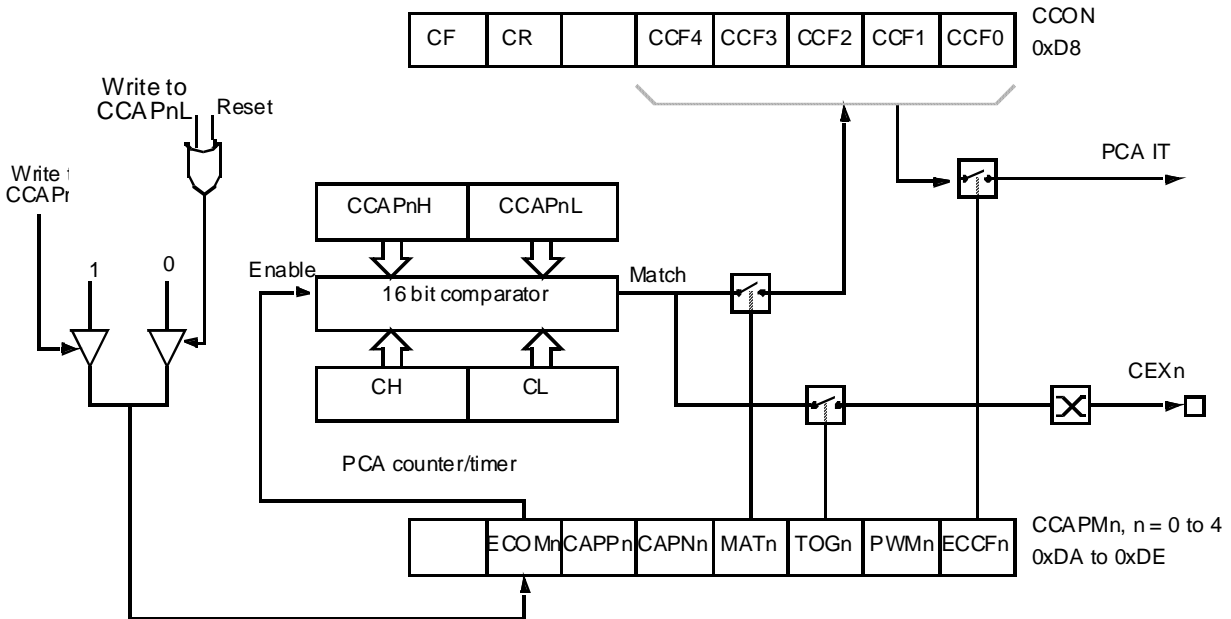 CCON
CF CR CCF4 CCF3 CCF2 CCF1 CCF0
0xD8
Write to
CCAPnL Reset
PCA IT
Write
CCAPnH CCAPnL
Enable
1 0
16 bit comparator
Match
CH CL
CEXn
PCA counter/timer
CCAPMn, n = 0 to 4
ECOMn CAPPn CAPNn MATn TOGn PWMn ECCFn
0xDA to 0xDE